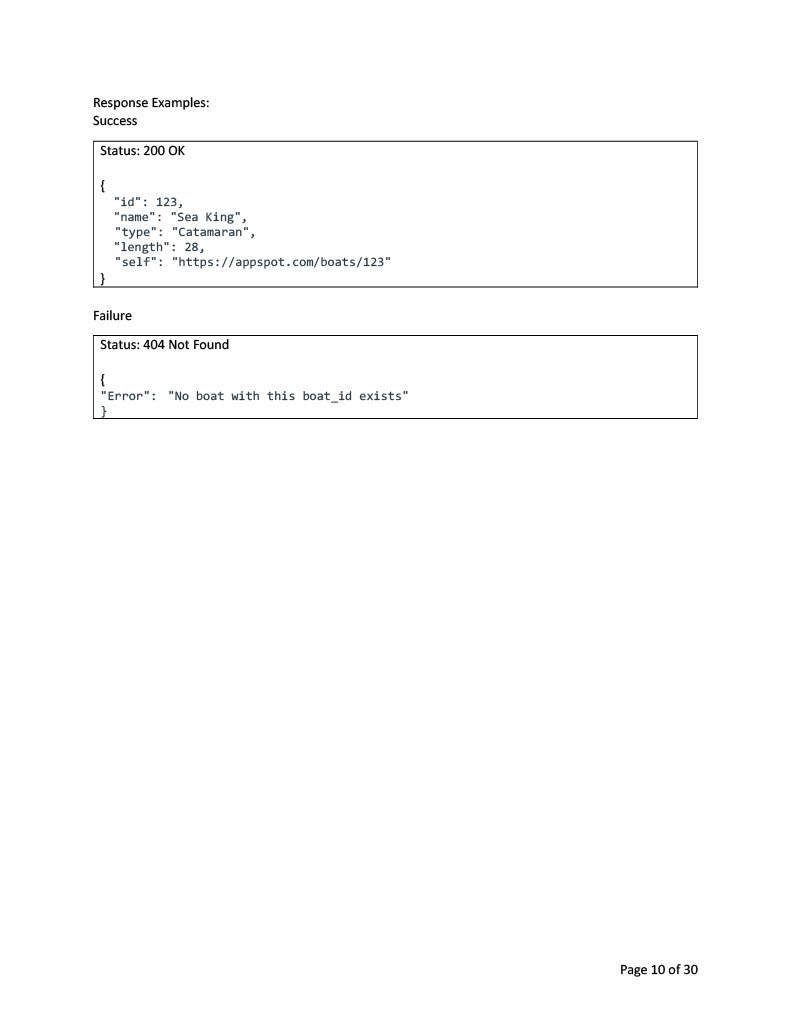 Response Examples:
Success
Status: 200 OK
{
"id": 123,
"name": "Sea King",
"type": "Catamaran",
"length": 28,
"self": "https://appspot.com/boats/123"
}
Failure
Status: 404 Not Found
{
"Error": "No boat with this boat_id exists"
}
Page 10 of 30